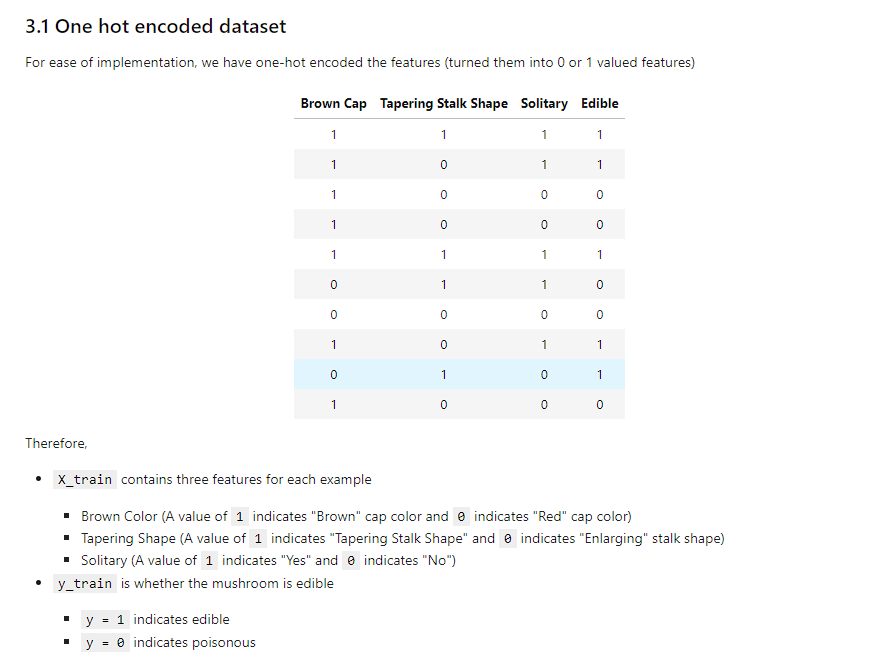 3.1 One hot encoded dataset
For ease of implementation, we have one-hot encoded the features (turned them into 0 or 1 valued features)
Brown Cap Tapering Stalk Shape Solitary Edible
1 1 1 1
1 0 1 1
1 0 0 0
1 0 0 0
1 1 1 1
0 1 1 0
0 0 0 0
1 0 1 1
0 1 0 1
1 0 0 0
Therefore,
• X_train contains three features for each example
▪ Brown Color (A value of 1 indicates "Brown" cap color and 0 indicates "Red" cap color)
▪ Tapering Shape (A value of 1 indicates "Tapering Stalk Shape" and 0 indicates "Enlarging" stalk shape)
▪ Solitary (A value of 1 indicates "Yes" and 0 indicates "No")
• y_train is whether the mushroom is edible
▪ y = 1 indicates edible
▪ y = 0 indicates poisonous